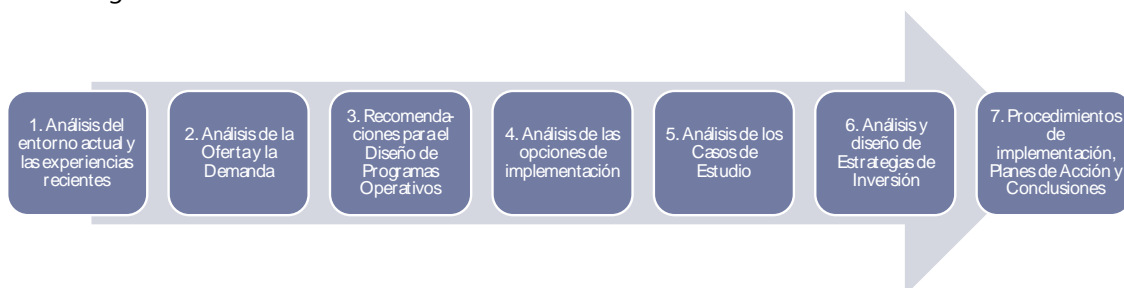 1. Análisis del
entorno actual y
las experiencias
recientes
2. Análisis de la
Oferta y la
Demanda
3. Recomenda-
ciones para el
Diseño de
Programas
Operativos
4. Análisis de las
opciones de
implementación
5. Análisis de los
Casos de
Estudio
6. Análisis y
diseño de
Estrategias de
Inversión
7. Procedimientos
de
implementación,
Planes de Acción y
Conclusiones